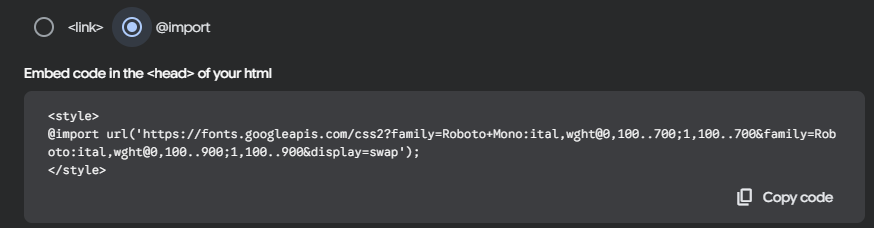 <link> @import
Embed code in the <head> of your html
<style>
@import url('https://fonts.googleapis.com/css2?family=Roboto+Mono:ital,wght@0,100..700;1,100..700&family=Rob
oto:ital,wght@0,100..900;1,100..900&display=swap');
</style>
Copy code